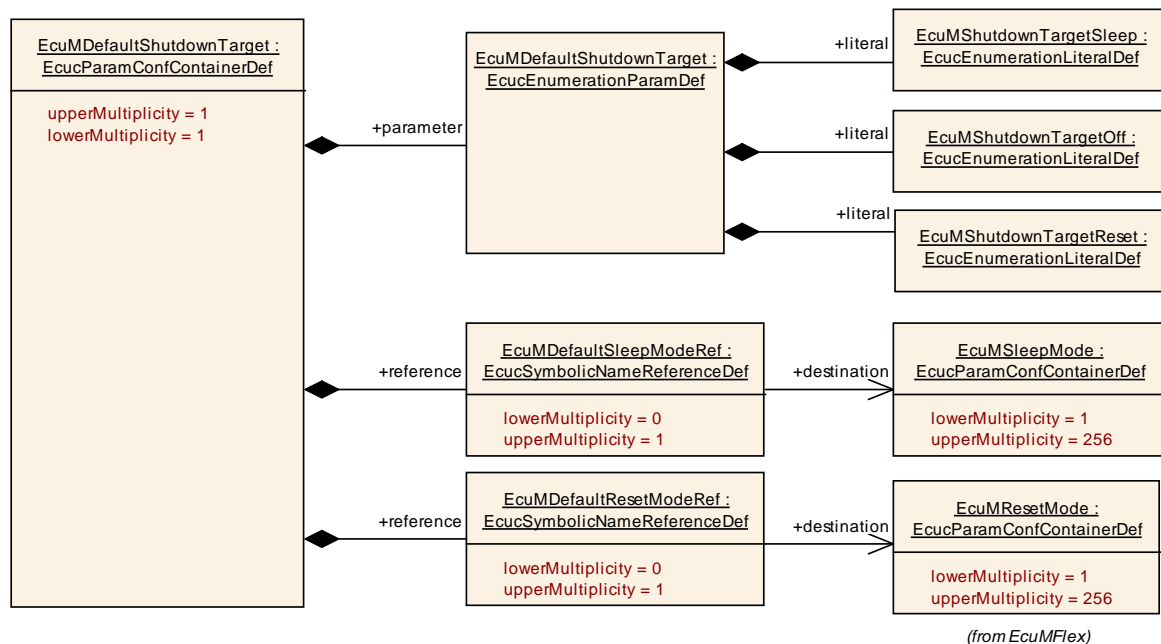 EcuMDefaultShutdownTarget :
EcucParamConfContainerDef
upperMultiplicity = 1
lowerMultiplicity = 1
+parameter
EcuMDefaultShutdownTarget :
EcucEnumerationParamDef
+literal
EcuMShutdownTargetSleep :
EcucEnumerationLiteralDef
+literal
EcuMShutdownTargetOff :
EcucEnumerationLiteralDef
+literal
EcuMShutdownTargetReset :
EcucEnumerationLiteralDef
+reference
EcuMDefaultSleepModeRef :
EcucSymbolicNameReferenceDef
lowerMultiplicity = 0
upperMultiplicity = 1
+destination
EcuMSleepMode :
EcucParamConfContainerDef
lowerMultiplicity = 1
upperMultiplicity = 256
+reference
EcuMDefaultResetModeRef :
EcucSymbolicNameReferenceDef
lowerMultiplicity = 0
upperMultiplicity = 1
+destination
EcuMResetMode :
EcucParamConfContainerDef
lowerMultiplicity = 1
upperMultiplicity = 256
(from EcuMFlex)